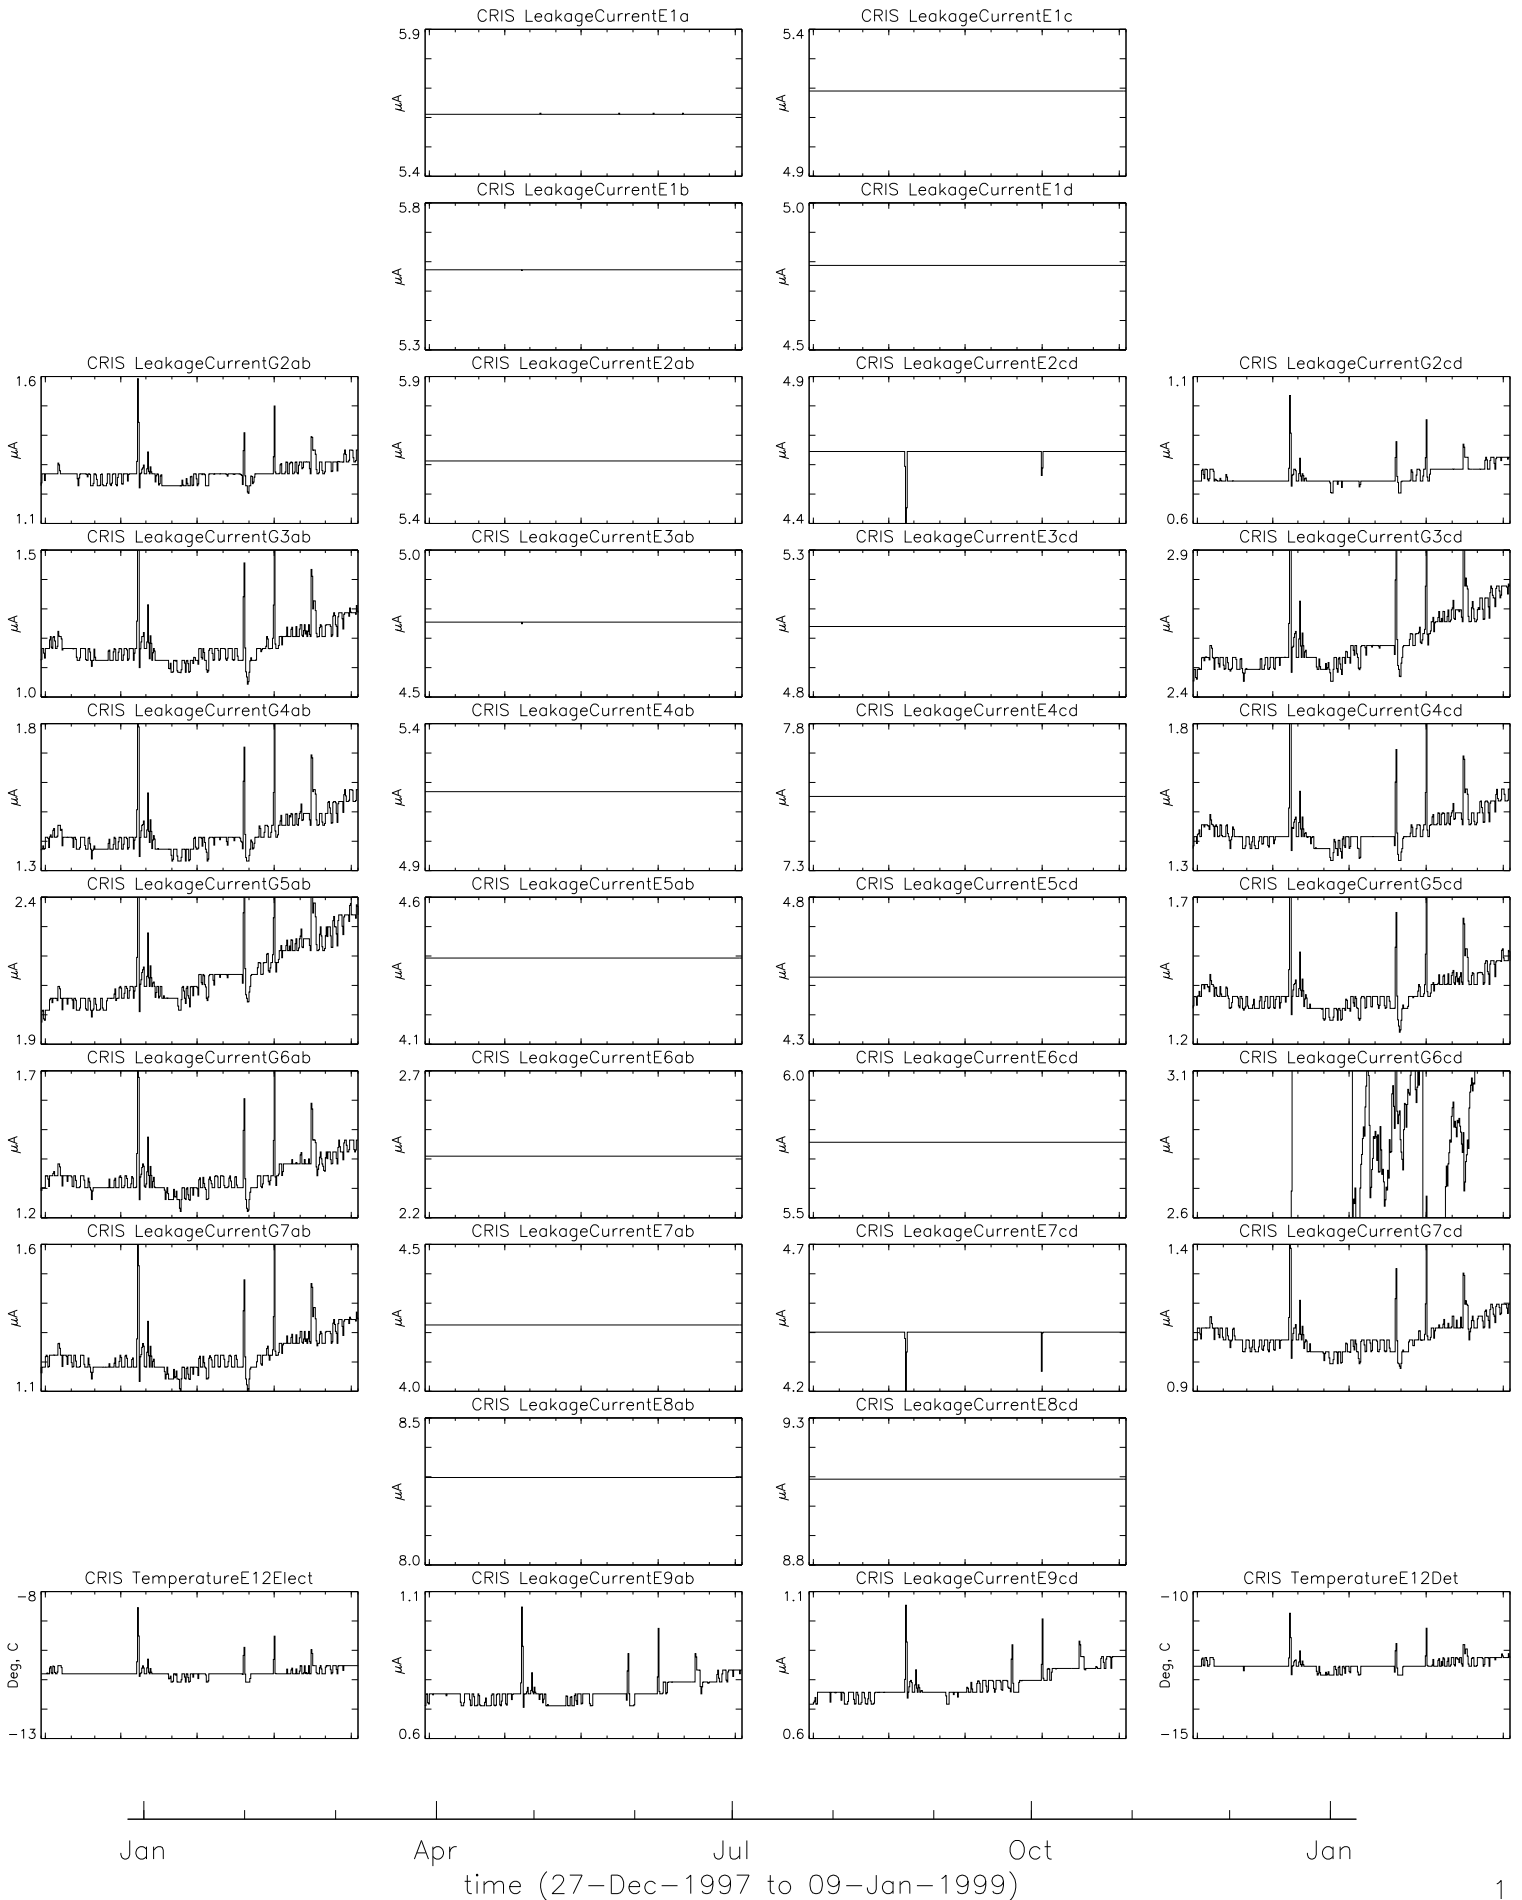 CRIS LeakageCurrentE1a
5.9
μA
5.4
CRIS LeakageCurrentE1c
5.4
μA
4.9
CRIS LeakageCurrentE1b
5.8
μA
5.3
CRIS LeakageCurrentE1d
5.0
μA
4.5
CRIS LeakageCurrentG2ab
1.6
μA
1.1
CRIS LeakageCurrentE2ab
5.9
μA
5.4
CRIS LeakageCurrentE2cd
4.9
μA
4.4
CRIS LeakageCurrentG2cd
1.1
μA
0.6
CRIS LeakageCurrentG3ab
1.5
μA
1.0
CRIS LeakageCurrentE3ab
5.0
μA
4.5
CRIS LeakageCurrentE3cd
5.3
μA
4.8
CRIS LeakageCurrentG3cd
2.9
μA
2.4
CRIS LeakageCurrentG4ab
1.8
μA
1.3
CRIS LeakageCurrentE4ab
5.4
μA
4.9
CRIS LeakageCurrentE4cd
7.8
μA
7.3
CRIS LeakageCurrentG4cd
1.8
μA
1.3
CRIS LeakageCurrentG5ab
2.4
μA
1.9
CRIS LeakageCurrentE5ab
4.6
μA
4.1
CRIS LeakageCurrentE5cd
4.8
μA
4.3
CRIS LeakageCurrentG5cd
1.7
μA
1.2
CRIS LeakageCurrentG6ab
1.7
μA
1.2
CRIS LeakageCurrentE6ab
2.7
μA
2.2
CRIS LeakageCurrentE6cd
6.0
μA
5.5
CRIS LeakageCurrentG6cd
3.1
μA
2.6
CRIS LeakageCurrentG7ab
1.6
μA
1.1
CRIS LeakageCurrentE7ab
4.5
μA
4.0
CRIS LeakageCurrentE7cd
4.7
μA
4.2
CRIS LeakageCurrentG7cd
1.4
μA
0.9
CRIS LeakageCurrentE8ab
8.5
μA
8.0
CRIS LeakageCurrentE8cd
9.3
μA
8.8
CRIS TemperatureE12Elect
-8
Deg, C
-13
CRIS LeakageCurrentE9ab
1.1
μA
0.6
CRIS LeakageCurrentE9cd
1.1
μA
0.6
CRIS TemperatureE12Det
-10
Deg, C
-15
Jan Apr Jul Oct Jan
time (27-Dec-1997 to 09-Jan-1999)
1